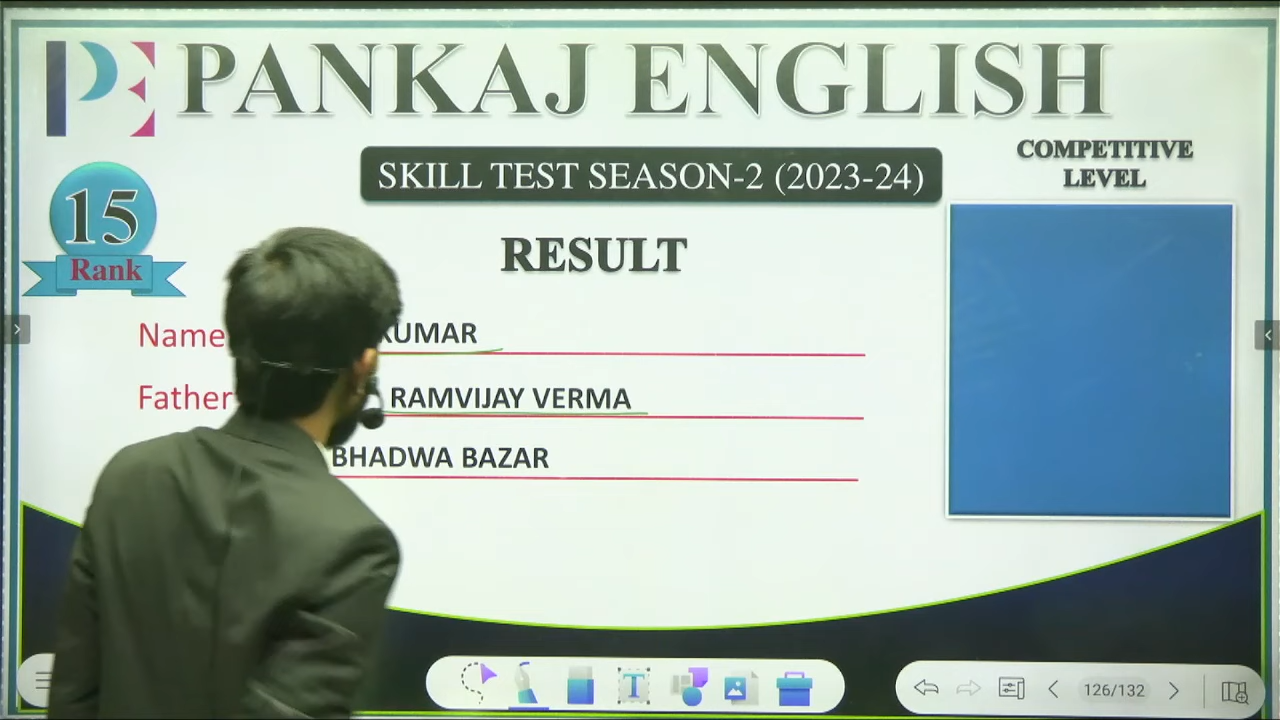 PE PANKAJ ENGLISH
COMPETITIVE
LEVEL
SKILL TEST SEASON-2 (2023-24)
15
Rank
RESULT
Name KUMAR
Father RAMVIJAY VERMA
BHADWA BAZAR
T
126/132